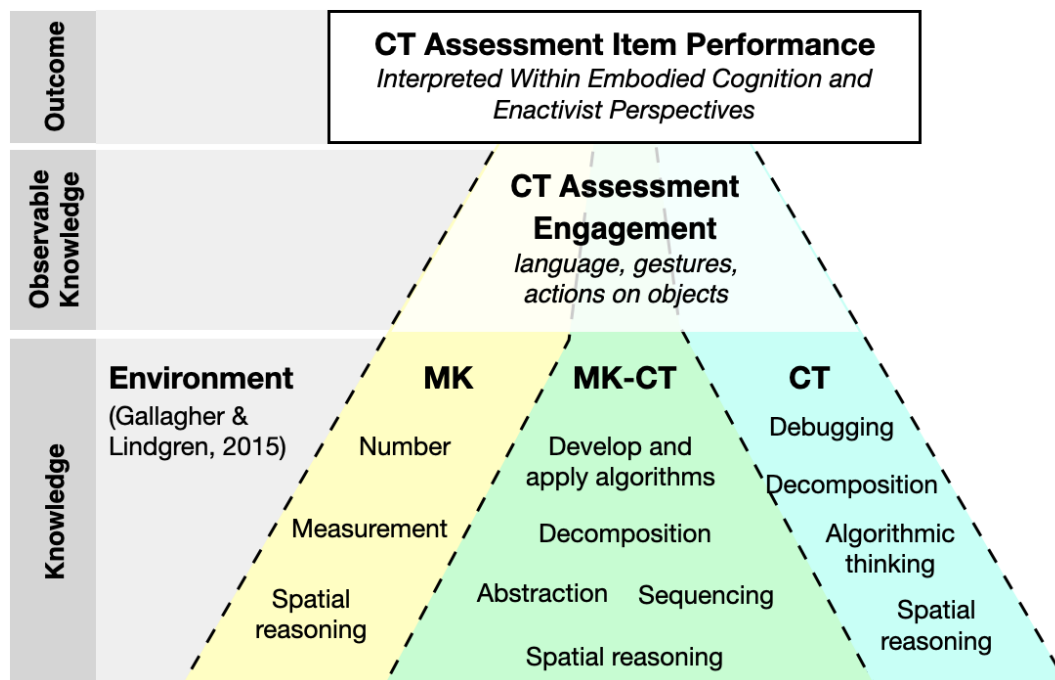 Outcome
CT Assessment Item Performance
Interpreted Within Embodied Cognition and
Enactivist Perspectives
Observable
Knowledge
CT Assessment
Engagement
language, gestures,
actions on objects
Knowledge
Environment
(Gallagher &
Lindgren, 2015)
MK
Number
Measurement
Spatial
reasoning
MK-CT
Develop and
apply algorithms
Decomposition
Abstraction
Sequencing
Spatial reasoning
CT
Debugging
Decomposition
Algorithmic
thinking
Spatial
reasoning